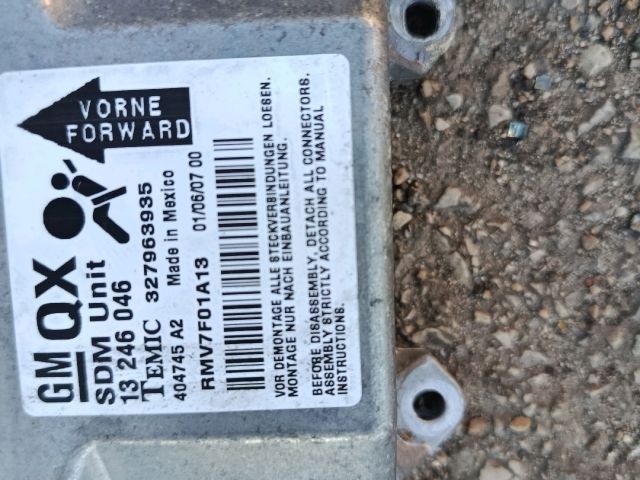 VORNE
FORWARD
GM QX
SDM Unit
13 246 046
TEMIC 327963935
404745 A2 Made in Mexico
RMV7F01A13 01/06/07 00
VOR DEMONTAGE ALLE STECKVERBINDUNGEN LOESEN.
MONTAGE NUR NACH EINBAUANLEITUNG.
BEFORE DISASSEMBLY, DETACH ALL CONNECTORS.
ASSEMBLY STRICTLY ACCORDING TO MANUAL
INSTRUCTIONS.